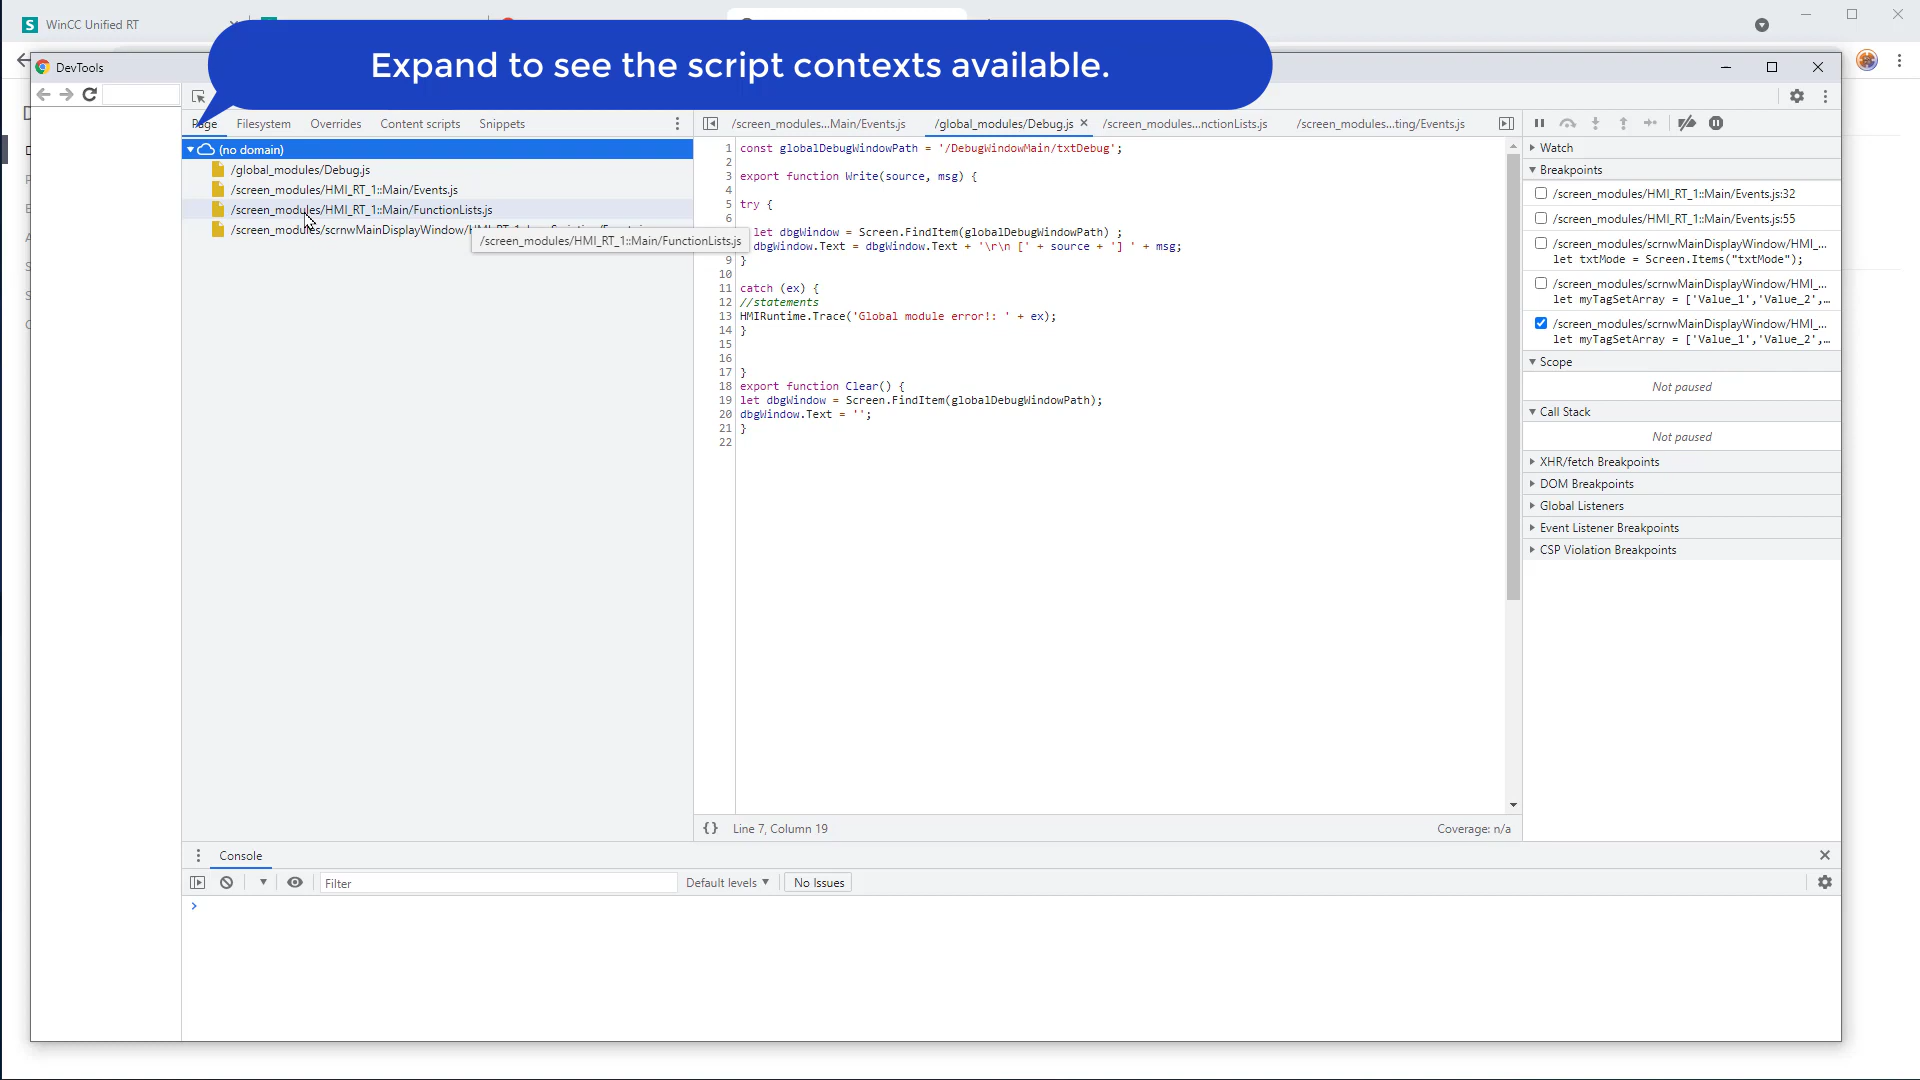 WinCC Unified RT
Expand to see the script contexts available.
DevTools
Page
Filesystem
Overrides
Content scripts
Snippets
(no domain)
/global_modules/Debug.js
/screen_modules/HMI_RT_1::Main/Events.js
/screen_modules/HMI_RT_1::Main/FunctionLists.js
/screen_modules/scrnwMainDisplayWindow/
/screen_modules/HMI_RT_1::Main/FunctionLists.js
/screen_modules...Main/Events.js
/global_modules/Debug.js
/screen_modules...nctionLists.js
/screen_modules...ting/Events.js
1 const globalDebugWindowPath = '/DebugWindowMain/txtDebug';
2
3 export function Write(source, msg) {
4
5 try {
6
let dbgWindow = Screen.FindItem(globalDebugWindowPath) ;
dbgWindow.Text = dbgWindow.Text + '\r\n [' + source + '] ' + msg;
9 }
10
11 catch (ex) {
12 //statements
13 HMIRuntime.Trace('Global module error!: ' + ex);
14 }
15
16
17 }
18 export function Clear() {
19 let dbgWindow = Screen.FindItem(globalDebugWindowPath);
20 dbgWindow.Text = '';
21 }
22
{} Line 7, Column 19
Coverage: n/a
Watch
Breakpoints
/screen_modules/HMI_RT_1::Main/Events.js:32
/screen_modules/HMI_RT_1::Main/Events.js:55
/screen_modules/scrnwMainDisplayWindow/HMI_...
let txtMode = Screen.Items("txtMode");
/screen_modules/scrnwMainDisplayWindow/HMI_...
let myTagSetArray = ['Value_1','Value_2',...
/screen_modules/scrnwMainDisplayWindow/HMI_...
let myTagSetArray = ['Value_1','Value_2',...
Scope
Not paused
Call Stack
Not paused
XHR/fetch Breakpoints
DOM Breakpoints
Global Listeners
Event Listener Breakpoints
CSP Violation Breakpoints
Console
Filter
Default levels
No Issues